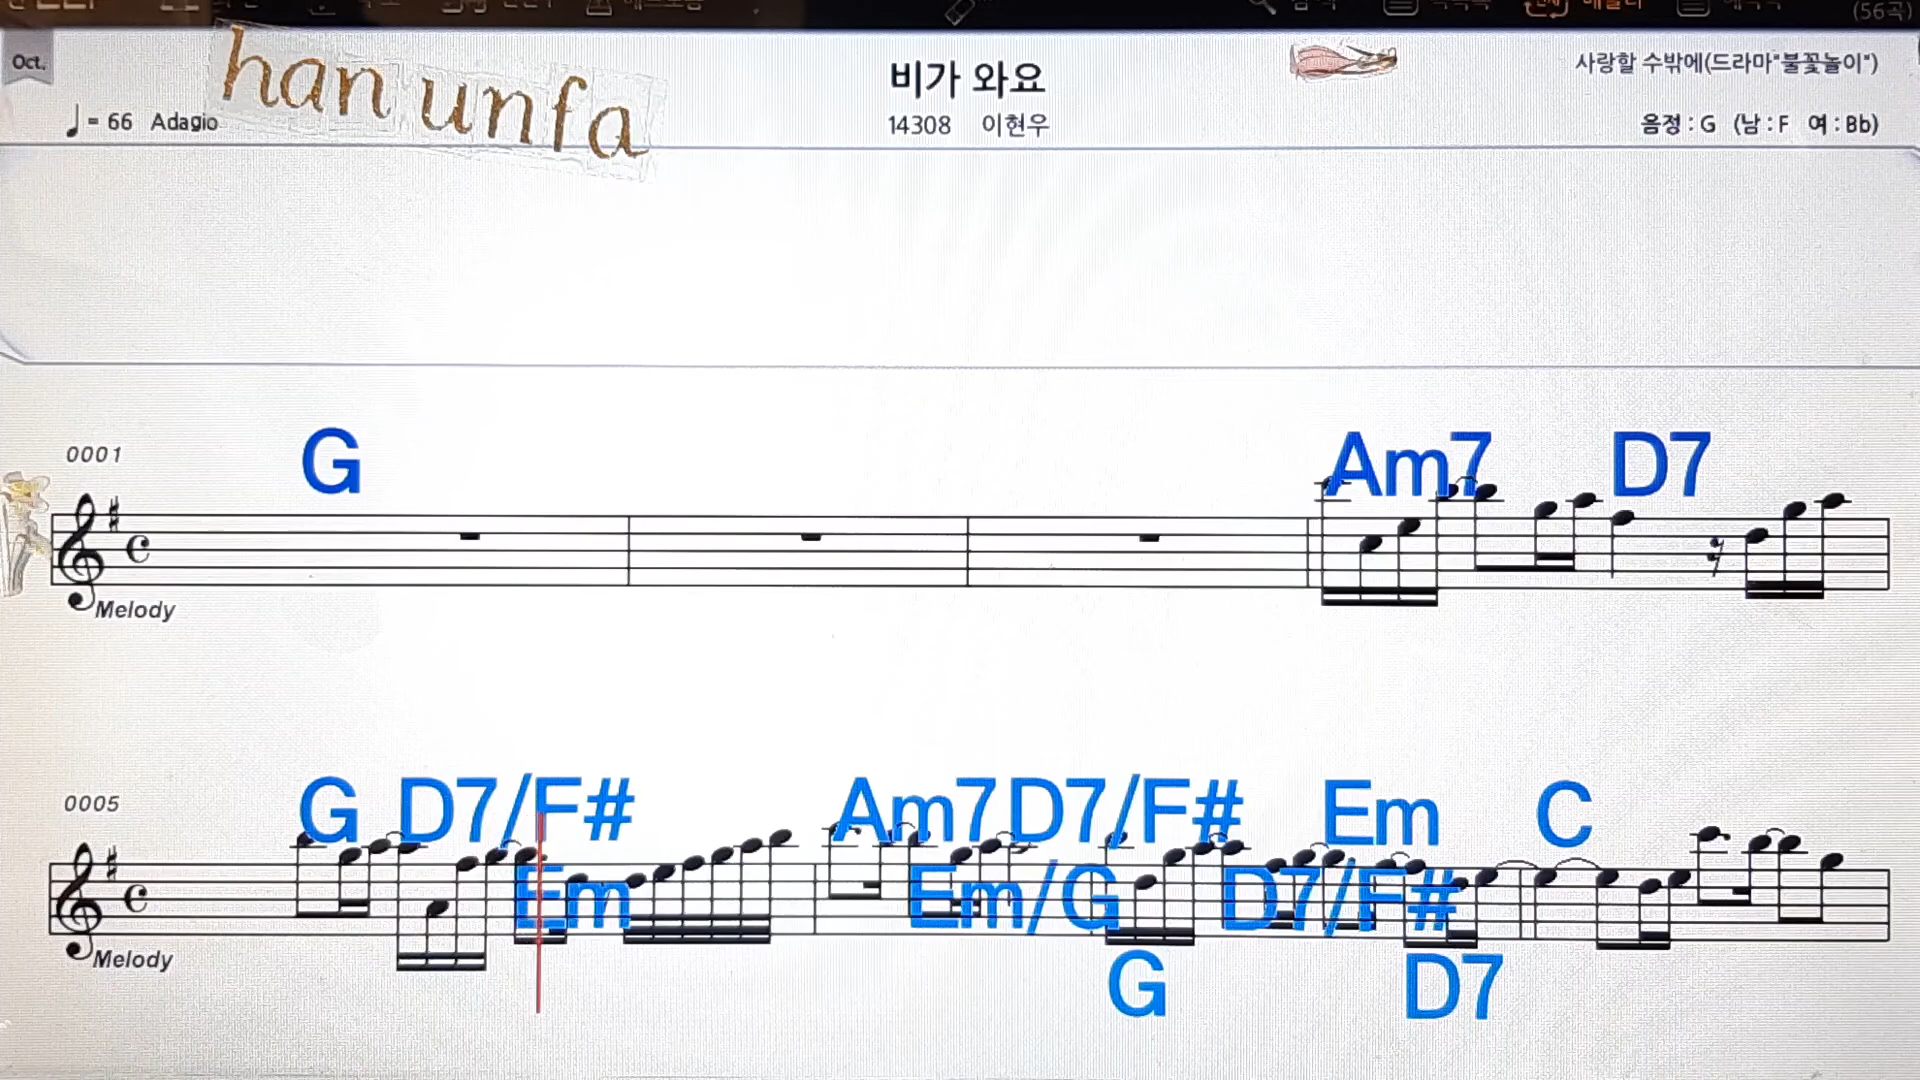 (56곡)
Oct.
han unfa
비가 와요
사랑할 수밖에(드라마"불꽃놀이")
♩= 66 Adagio
14308 이현우
음정 : G (남 : F 여 : Bb)
0001
G Am7 D7
Melody
0005
G D7/F# Am7 D7/F# Em C
Em Em/G D7/F#
Melody
G D7